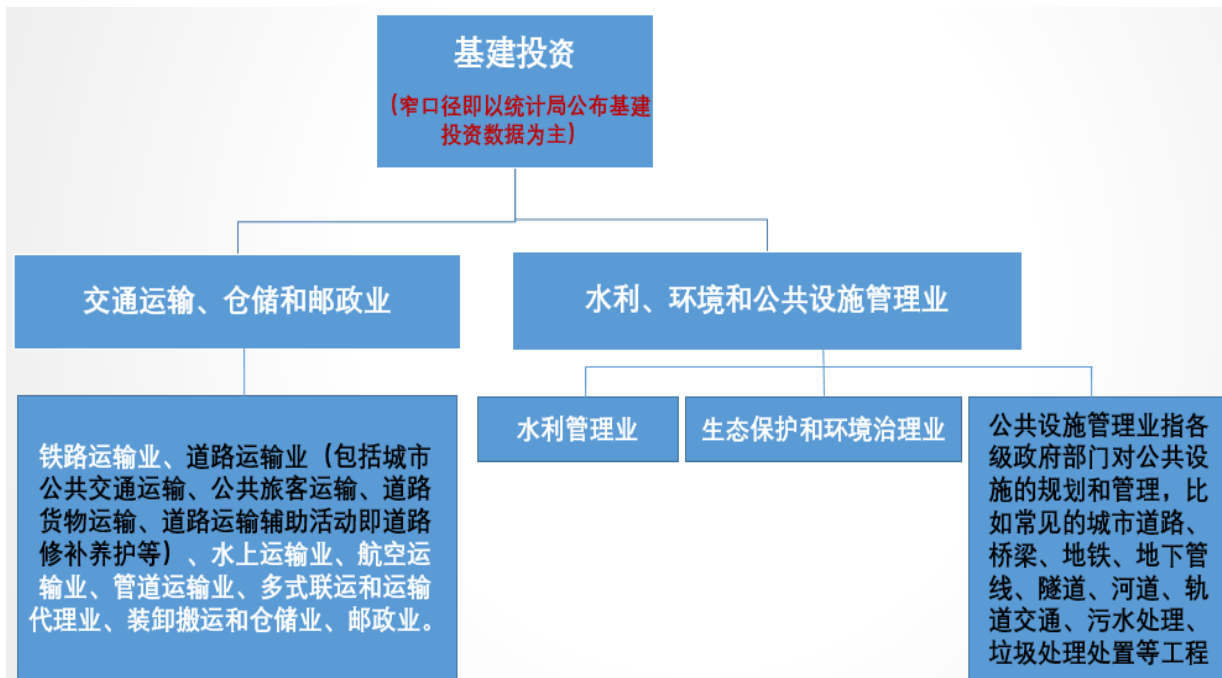 基建投资
（窄口径即以统计局公布基建
投资数据为主）
交通运输、仓储和邮政业
水利、环境和公共设施管理业
铁路运输业、道路运输业（包括城市
公共交通运输、公共旅客运输、道路
货物运输、道路运输辅助活动即道路
修补养护等）、水上运输业、航空运
输业、管道运输业、多式联运和运输
代理业、装卸搬运和仓储业、邮政业。
水利管理业
生态保护和环境治理业
公共设施管理业指各
级政府部门对公共设
施的规划和管理，比
如常见的城市道路、
桥梁、地铁、地下管
线、隧道、河道、轨
道交通、污水处理、
垃圾处理处置等工程